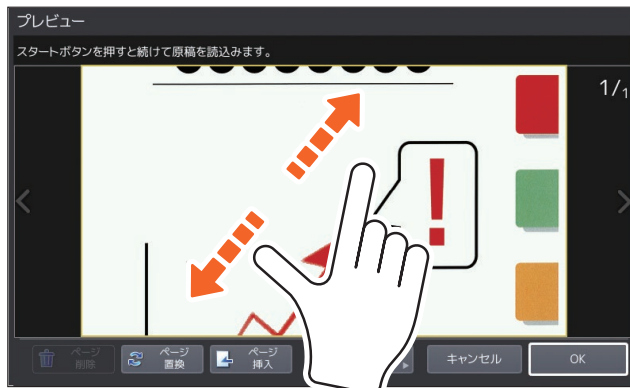 プレビュー
スタートボタンを押すと続けて原稿を読込みます。
1/1
!
ページ
削除
ページ
置換
ページ
挿入
キャンセル
OK